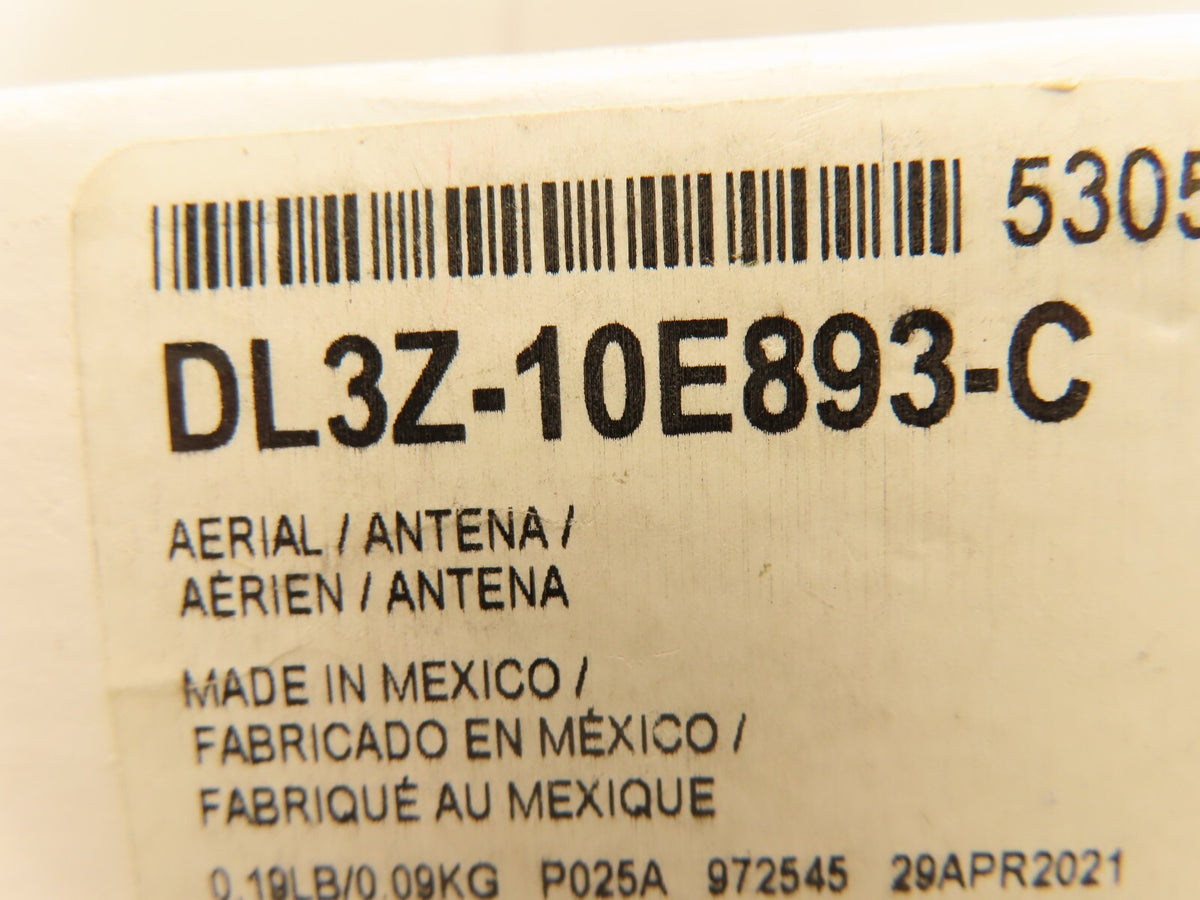 5305
DL3Z-10E893-C
AERIAL / ANTENA /
AÉRIEN / ANTENA
MADE IN MEXICO /
FABRICADO EN MÉXICO /
FABRIQUÉ AU MEXIQUE
0.19LB/0.09KG P025A 972545 29APR2021